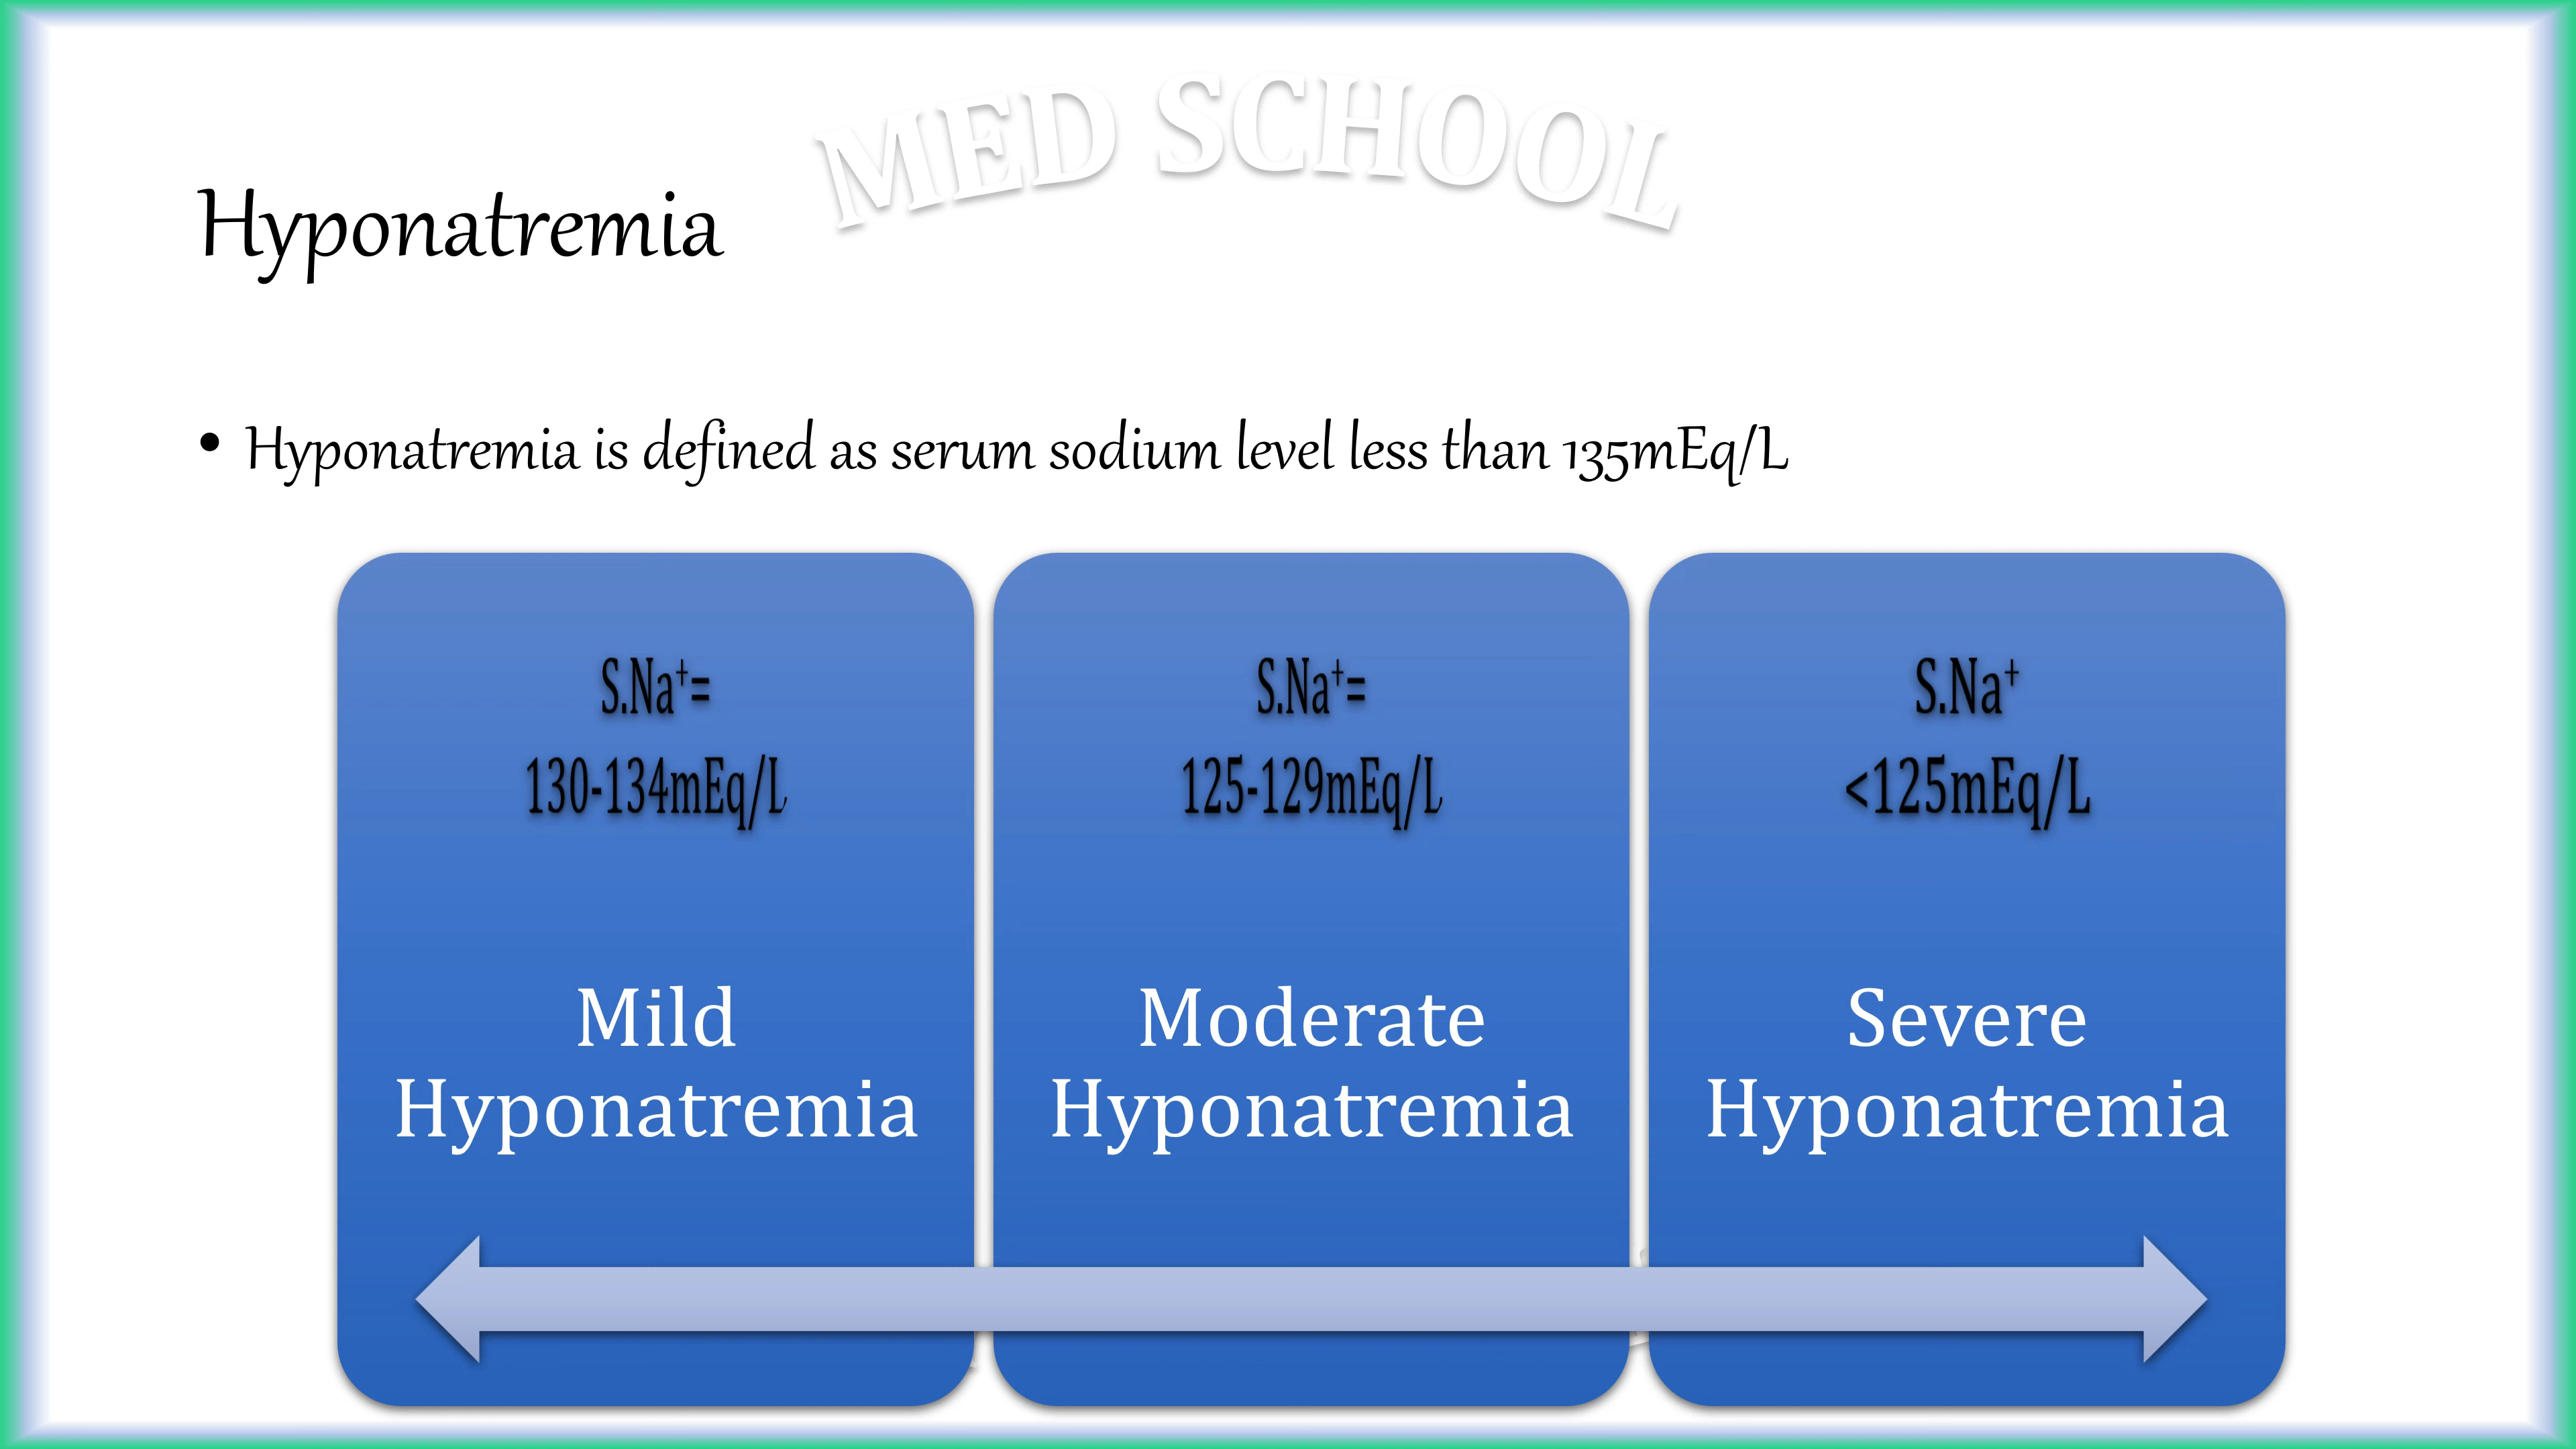 MED SCHOOL
Hyponatremia
• Hyponatremia is defined as serum sodium level less than 135mEq/L
S.Na⁺=
130-134mEq/L
Mild
Hyponatremia
S.Na⁺=
125-129mEq/L
Moderate
Hyponatremia
S.Na⁺
<125mEq/L
Severe
Hyponatremia